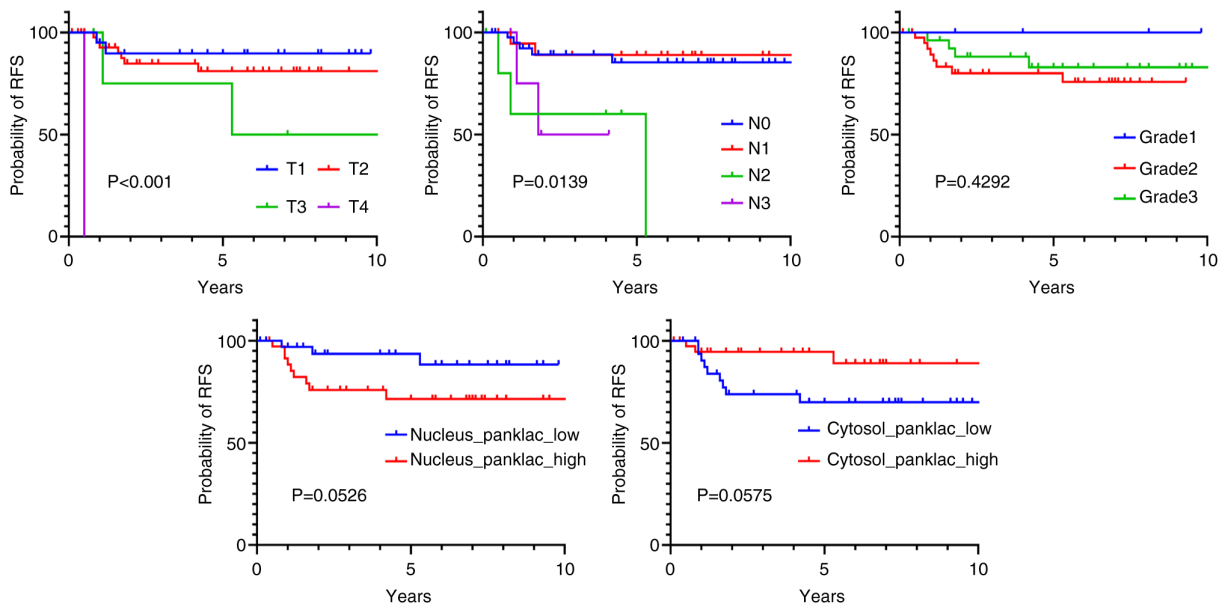 Probability of RFS
100
50
0
P<0.001
T1 T2
T3 T4
0 5 10
Years
Probability of RFS
100
50
0
P=0.0139
N0
N1
N2
N3
0 5 10
Years
Probability of RFS
100
50
0
P=0.4292
Grade1
Grade2
Grade3
0 5 10
Years
Probability of RFS
100
50
0
Nucleus_panklac_low
Nucleus_panklac_high
P=0.0526
0 5 10
Years
Probability of RFS
100
50
0
Cytosol_panklac_low
Cytosol_panklac_high
P=0.0575
0 5 10
Years